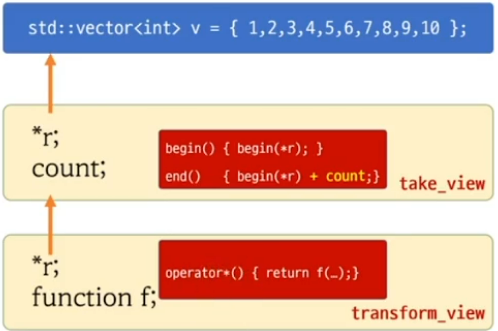 std::vector<int> v = { 1,2,3,4,5,6,7,8,9,10 };
*r;
count;
begin() { begin(*r); }
end() { begin(*r) + count;}
take_view
*r;
function f;
operator*() { return f(…);}
transform_view